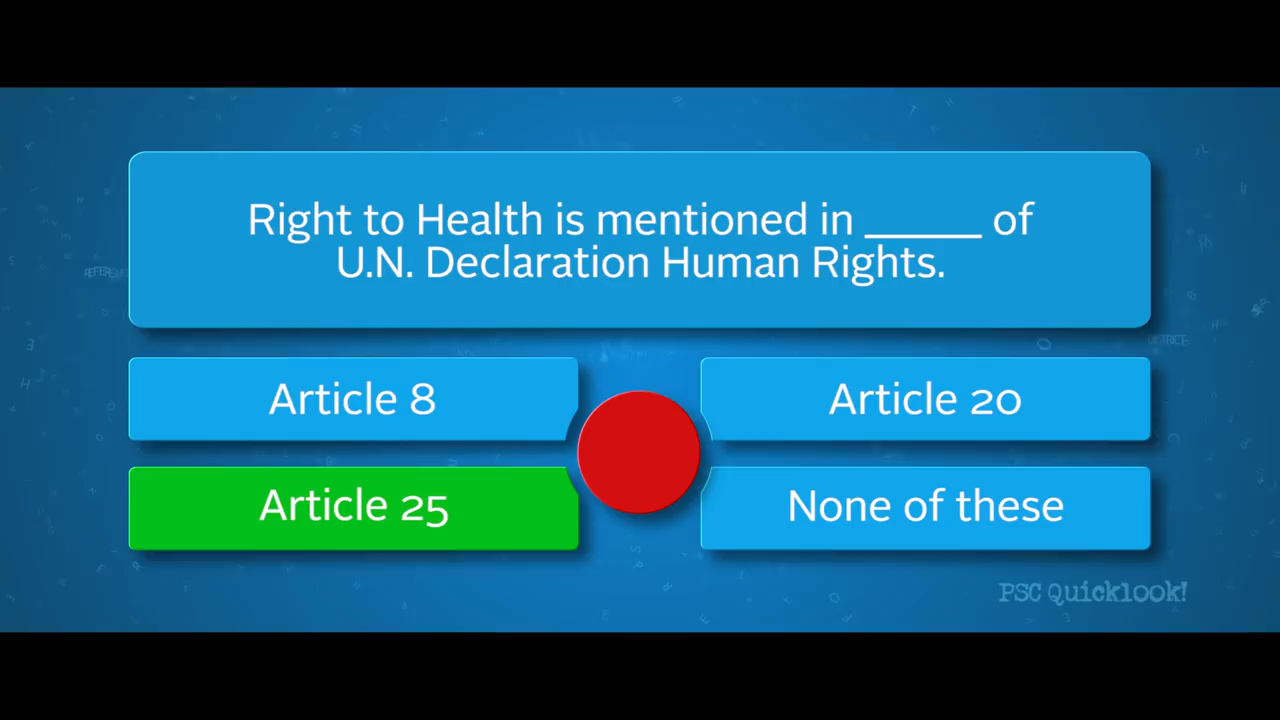 Right to Health is mentioned in ______ of
U.N. Declaration Human Rights.
Article 8
Article 20
Article 25
None of these
PSC Quicklook!